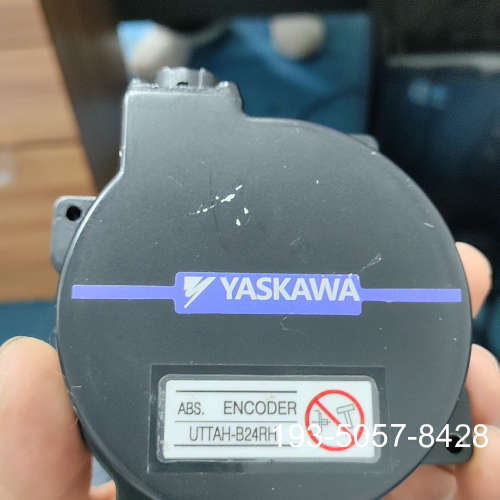 YASKAWA
ABS. ENCODER
UTTAH-B24RH
193-5057-8428